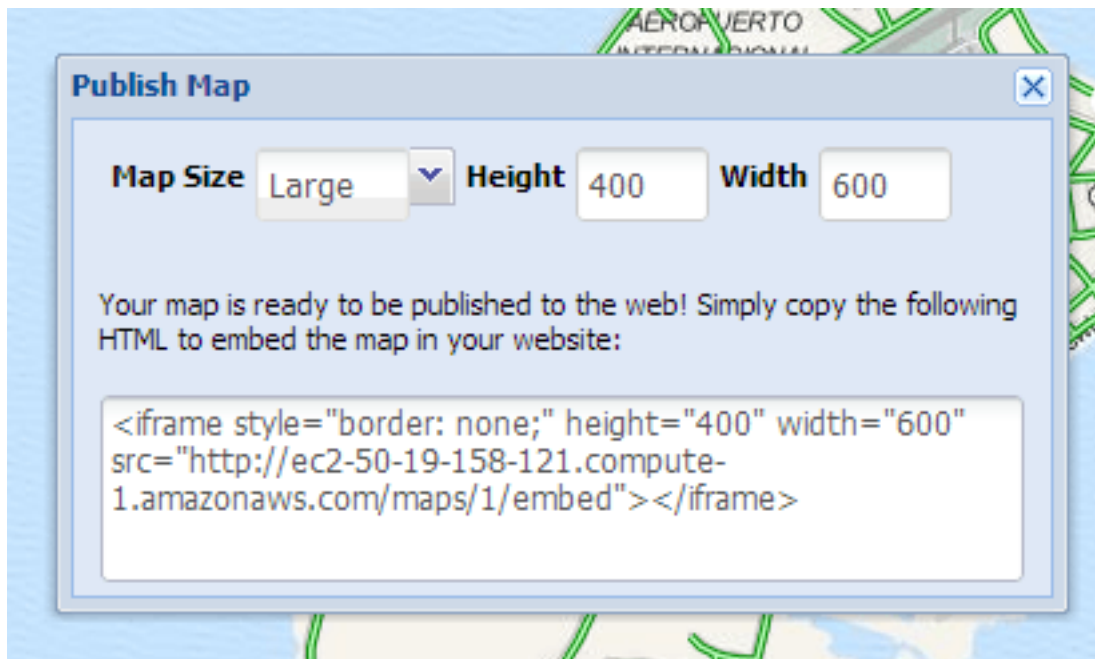 AEROPUERTO
INTERNACIONAL
Publish Map
Map Size Large Height 400 Width 600
Your map is ready to be published to the web! Simply copy the following
HTML to embed the map in your website:
<iframe style="border: none;" height="400" width="600"
src="http://ec2-50-19-158-121.compute-
1.amazonaws.com/maps/1/embed"></iframe>